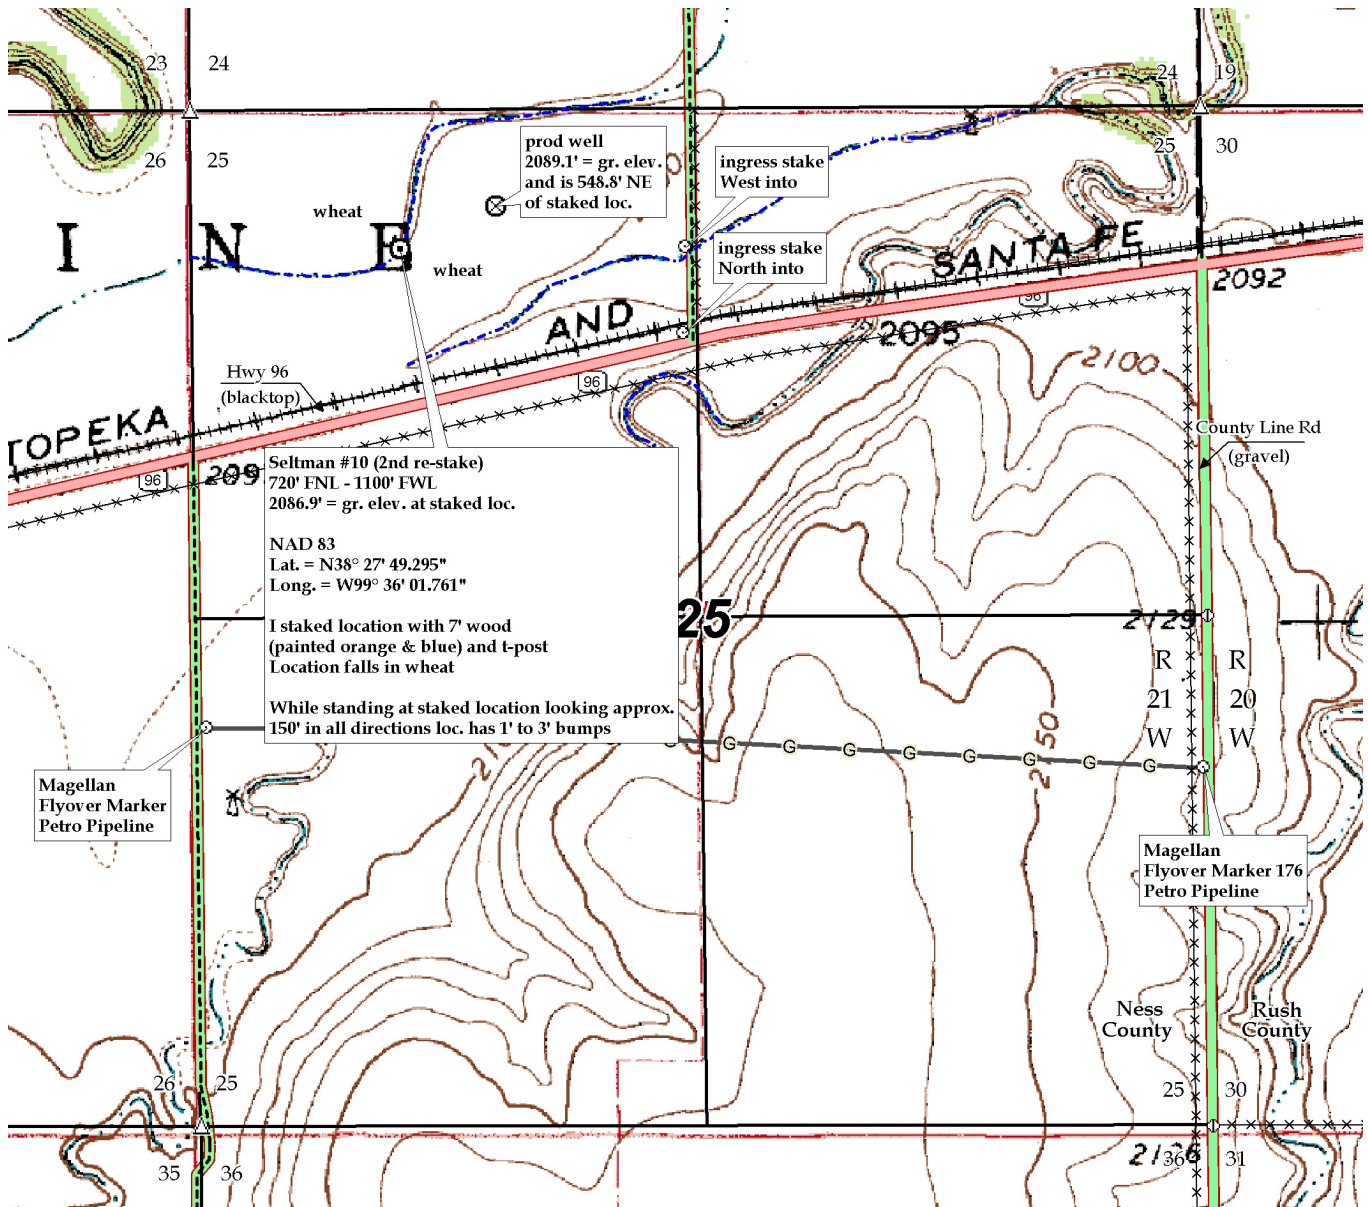 23
24
24
19
26
25
25
30
prod well
2089.1' = gr. elev.
and is 548.8' NE
of staked loc.
ingress stake
West into
wheat
I N E
wheat
ingress stake
North into
SANTA FE
2092
96
AND
2095
2100
Hwy 96
(blacktop)
96
TOPEKA
County Line Rd
(gravel)
96
209
Seltman #10 (2nd re-stake)
720' FNL - 1100' FWL
2086.9' = gr. elev. at staked loc.
NAD 83
Lat. = N38° 27' 49.295"
Long. = W99° 36' 01.761"
I staked location with 7' wood
(painted orange & blue) and t-post
Location falls in wheat
While standing at staked location looking approx.
150' in all directions loc. has 1' to 3' bumps
25
2129
R
21
W
R
20
W
G G G G G G G G
2150
Magellan
Flyover Marker
Petro Pipeline
Magellan
Flyover Marker 176
Petro Pipeline
Ness
County
Rush
County
26
25
25
30
35
36
2136
36
31